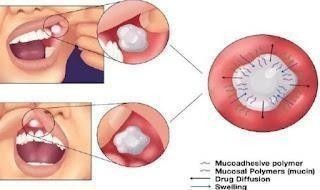 Mucoadhesive polymer
Mucosal Polymers (mucin)
Drug Diffusion
Swelling